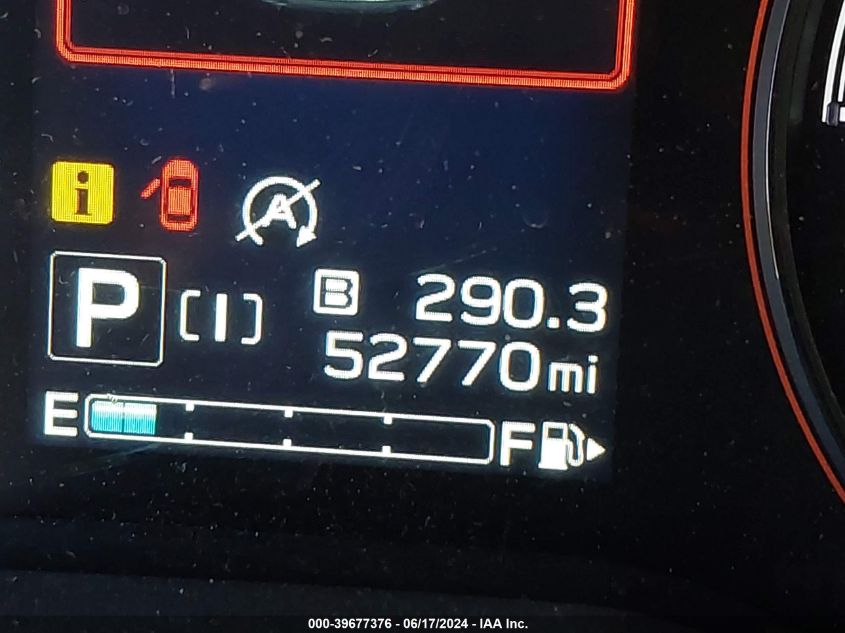 i A
B 290.3
P [I] 52770mi
E F
000-39677376 - 06/17/2024 - IAA Inc.